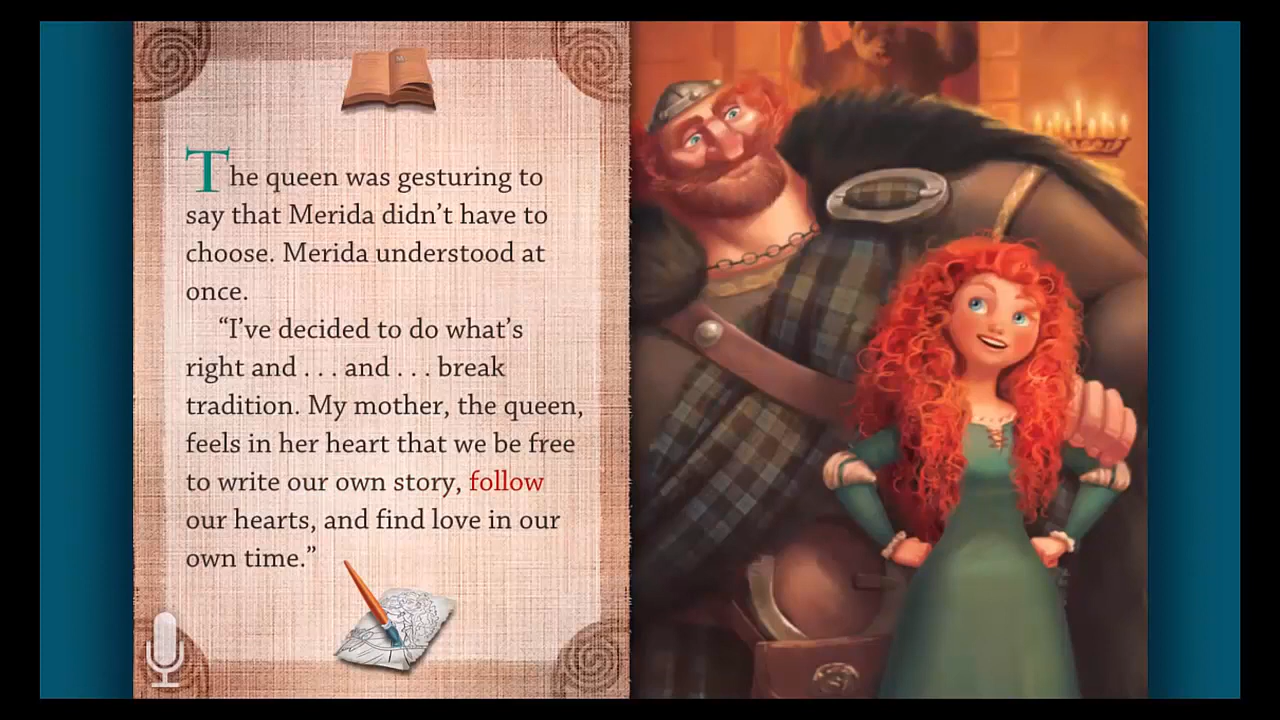 The queen was gesturing to
say that Merida didn’t have to
choose. Merida understood at
once.
“I’ve decided to do what’s
right and . . . and . . . break
tradition. My mother, the queen,
feels in her heart that we be free
to write our own story, follow
our hearts, and find love in our
own time.”